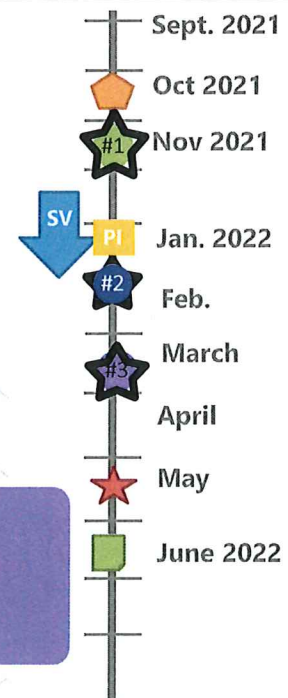 Sept. 2021
Oct 2021
#1
Nov 2021
SV
PI
Jan. 2022
#2
Feb.
March
#3
April
May
June 2022